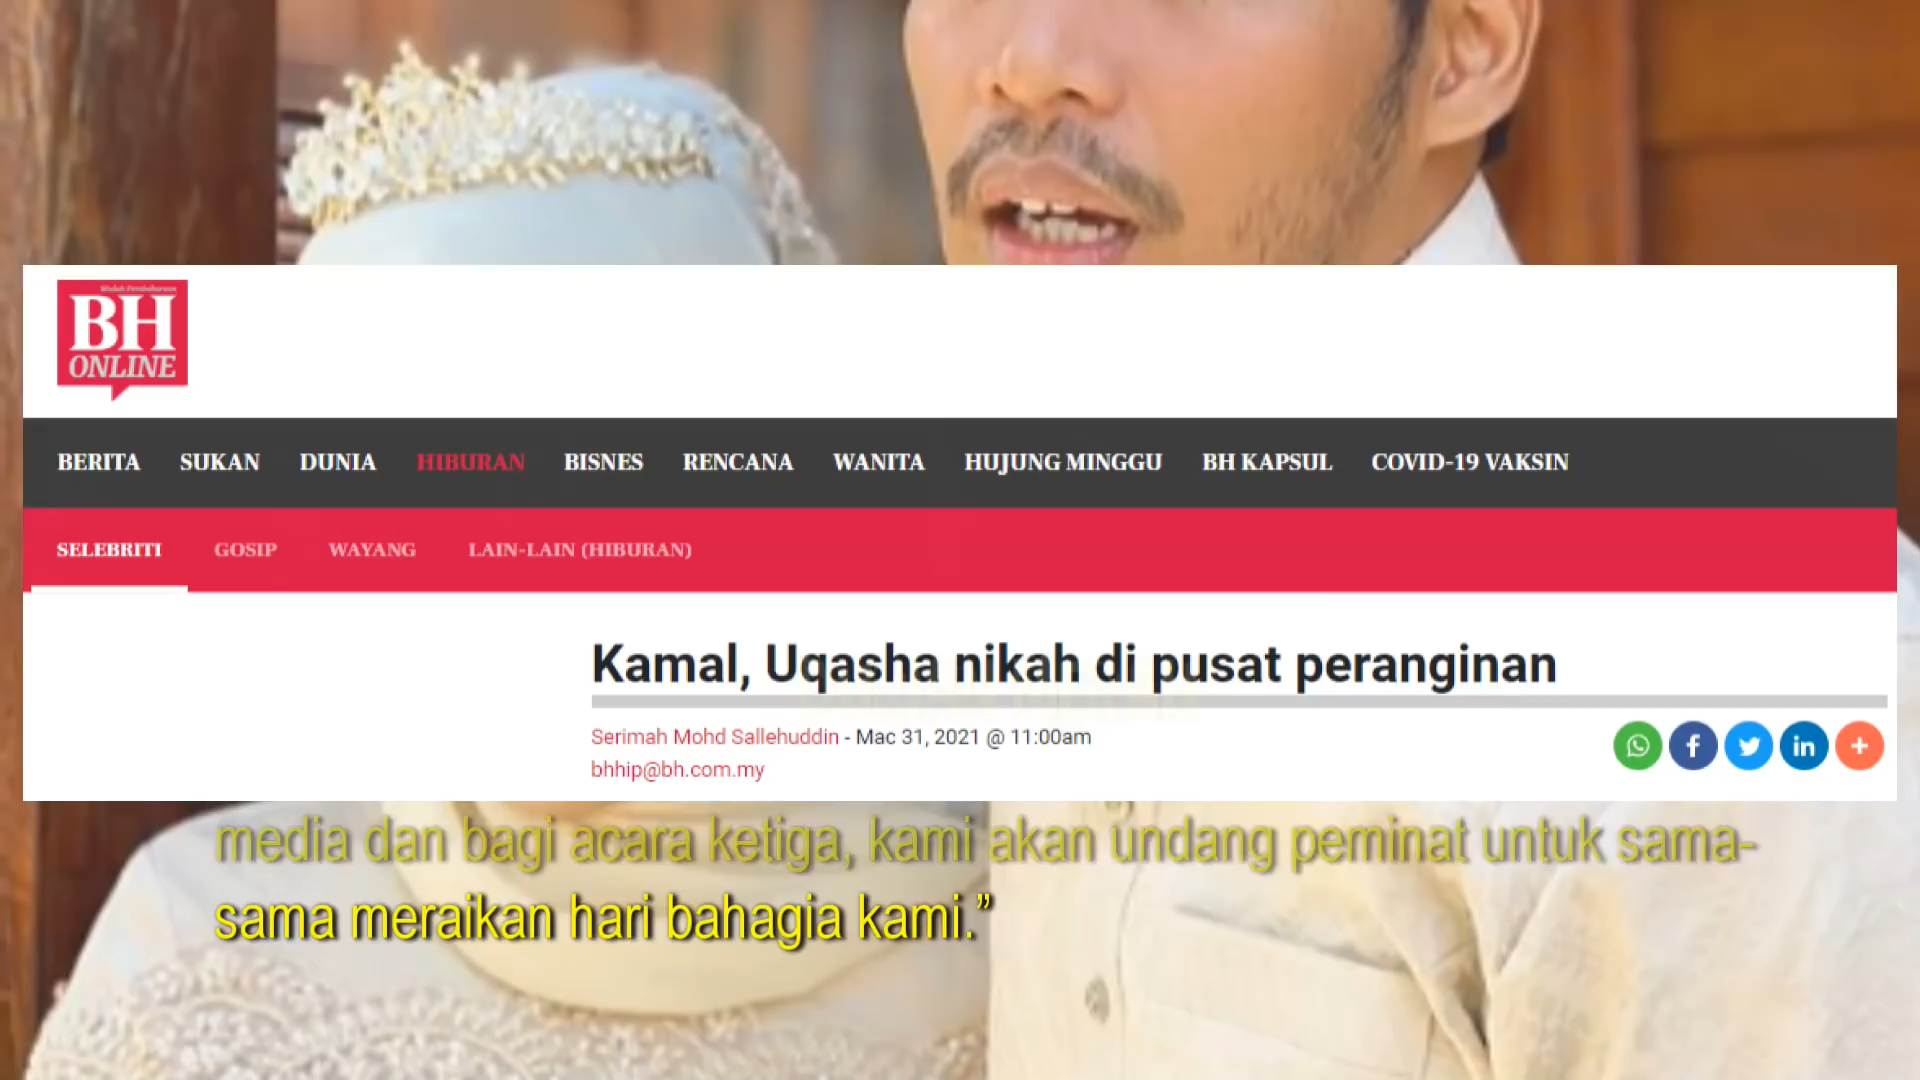 BH
ONLINE
BERITA SUKAN DUNIA HIBURAN BISNES RENCANA WANITA HUJUNG MINGGU BH KAPSUL COVID-19 VAKSIN
SELEBRITI GOSIP WAYANG LAIN-LAIN (HIBURAN)
Kamal, Uqasha nikah di pusat peranginan
Serimah Mohd Sallehuddin - Mac 31, 2021 @ 11:00am
bhhip@bh.com.my
media dan bagi acara ketiga, kami akan undang peminat untuk sama-
sama meraikan hari bahagia kami.”